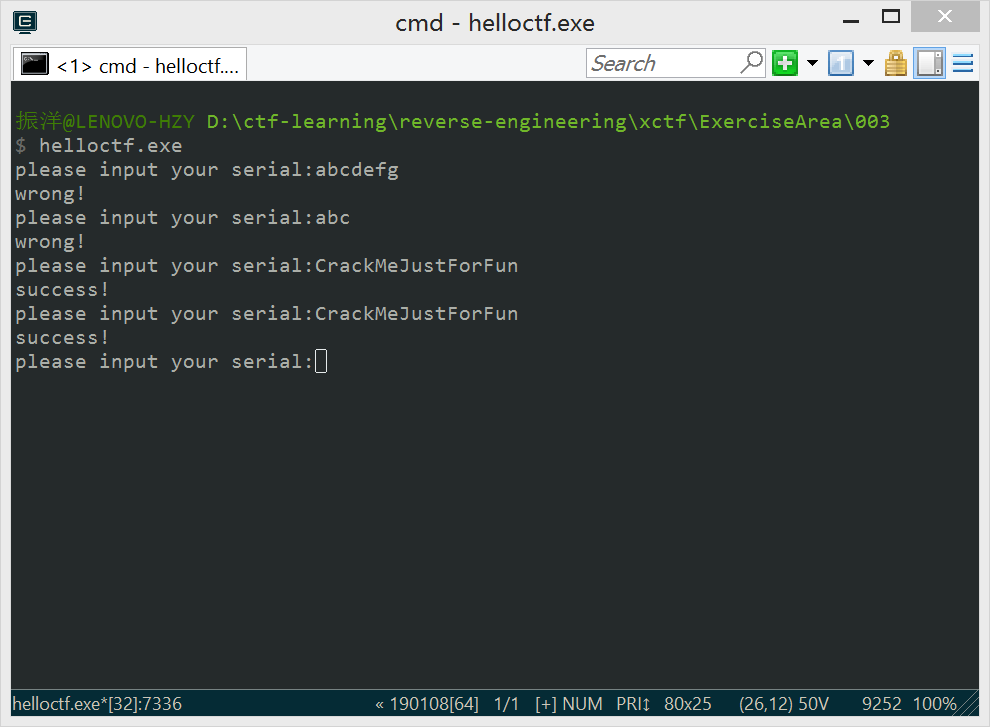 cmd - helloctf.exe
<1> cmd - helloctf....
Search
振洋@LENOVO-HZY D:\ctf-learning\reverse-engineering\xctf\ExerciseArea\003
$ helloctf.exe
please input your serial:abcdefg
wrong!
please input your serial:abc
wrong!
please input your serial:CrackMeJustForFun
success!
please input your serial:CrackMeJustForFun
success!
please input your serial:
helloctf.exe*[32]:7336 « 190108[64] 1/1 [+] NUM PRI↕ 80x25 (26,12) 50V 9252 100%